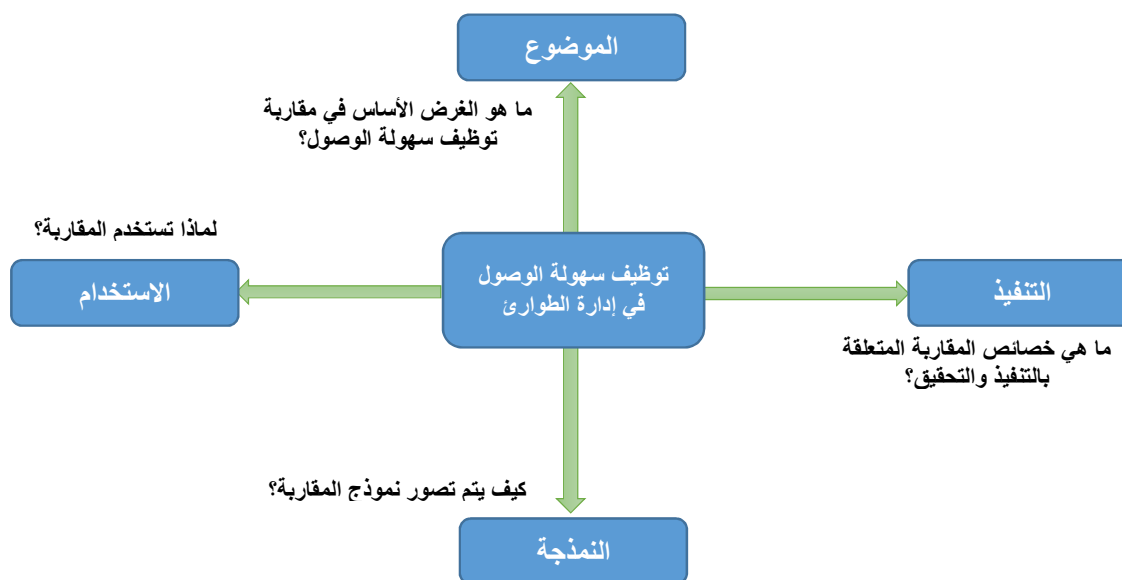 الموضوع
ما هو الغرض الأساس في مقاربة
توظيف سهولة الوصول؟
لماذا تستخدم المقاربة؟
توظيف سهولة الوصول
في إدارة الطوارئ
التنفيذ
الاستخدام
ما هي خصائص المقاربة المتعلقة
بالتنفيذ والتحقيق؟
كيف يتم تصور نموذج المقاربة؟
النمذجة